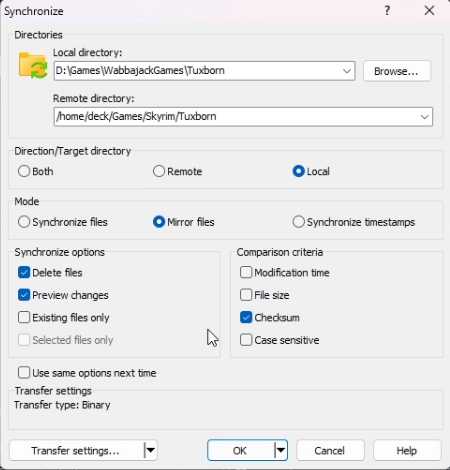 Synchronize
?
Directories
Local directory:
D:\Games\WabbajackGames\Tuxborn
Browse...
Remote directory:
/home/deck/Games/Skyrim/Tuxborn
Direction/Target directory
Both Remote Local
Mode
Synchronize files Mirror files Synchronize timestamps
Synchronize options
Delete files
Preview changes
Existing files only
Selected files only
Comparison criteria
Modification time
File size
Checksum
Case sensitive
Use same options next time
Transfer settings
Transfer type: Binary
Transfer settings... OK Cancel Help